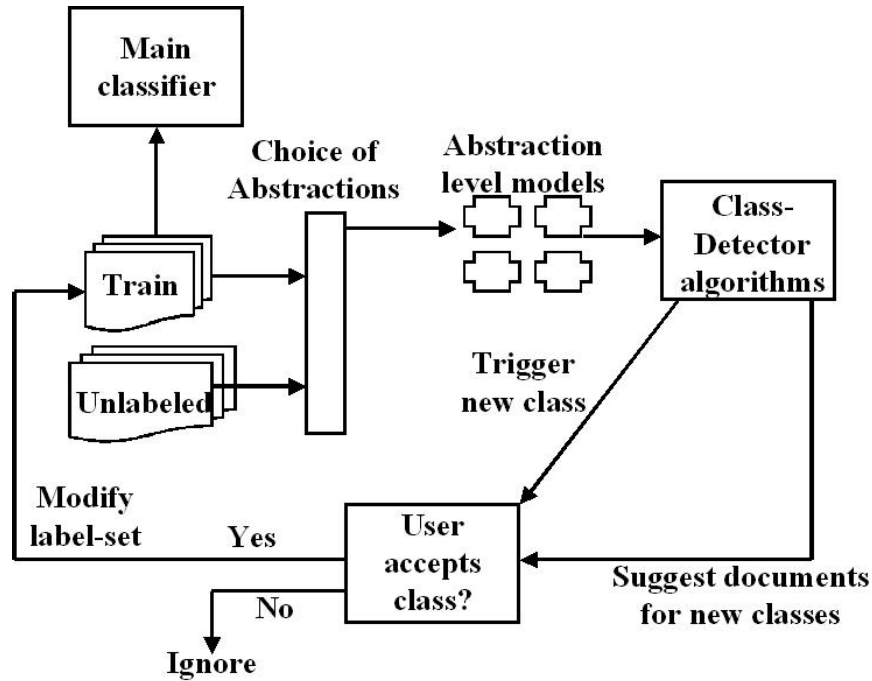 Main
classifier
Choice of
Abstractions
Abstraction
level models
Class-
Detector
algorithms
Train
Unlabeled
Trigger
new class
Modify
label-set
Yes
User
accepts
class?
No
Ignore
Suggest documents
for new classes